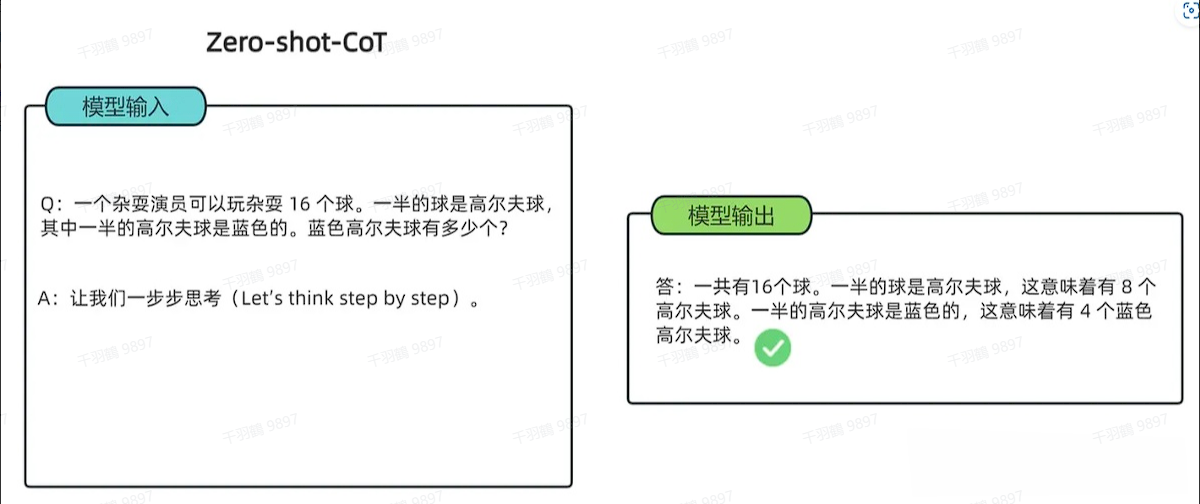 Zero-shot-CoT
模型输入
Q：一个杂耍演员可以玩杂耍 16 个球。一半的球是高尔夫球，
其中一半的高尔夫球是蓝色的。蓝色高尔夫球有多少个？
A：让我们一步步思考（Let's think step by step）。
模型输出
答：一共有16个球。一半的球是高尔夫球，这意味着有 8 个
高尔夫球。一半的高尔夫球是蓝色的，这意味着有 4 个蓝色
高尔夫球。
千羽鹤 9897